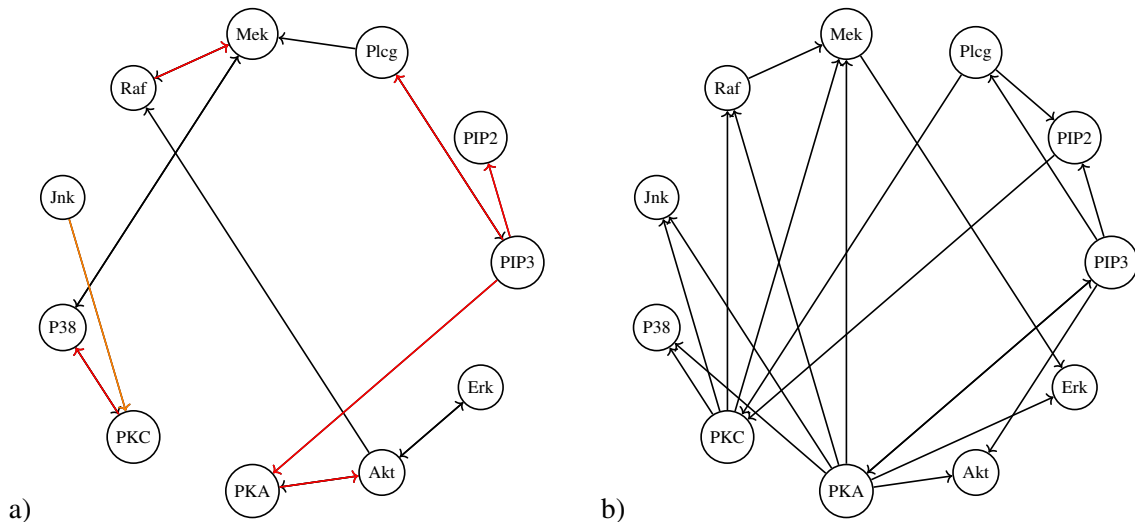 Mek
Plcg
Raf
PIP2
Jnk
PIP3
P38
Erk
PKC
Akt
PKA
a)
Mek
Plcg
Raf
PIP2
Jnk
PIP3
P38
Erk
PKC
Akt
PKA
b)